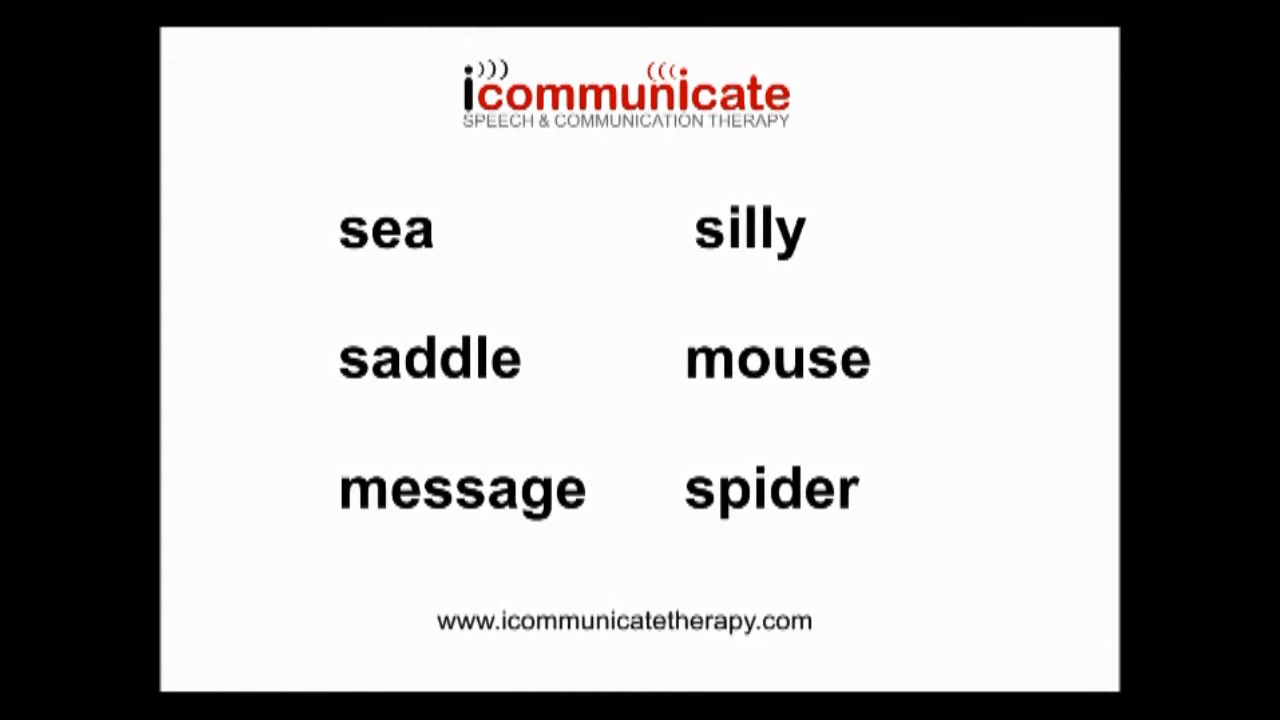 icommunicate
SPEECH & COMMUNICATION THERAPY
sea silly
saddle mouse
message spider
www.icommunicatetherapy.com